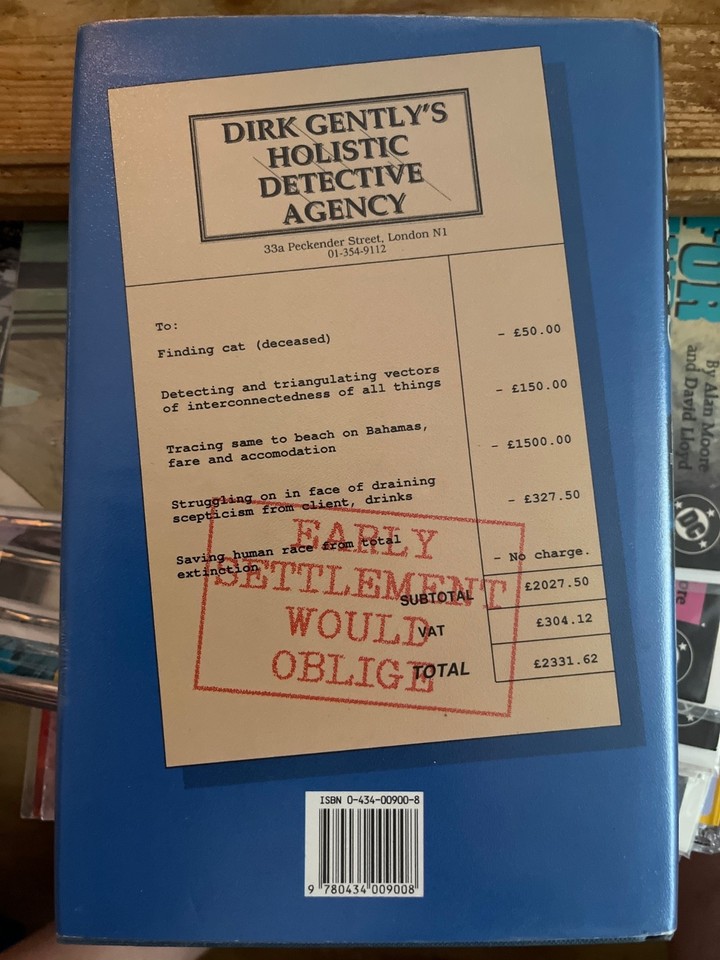 DIRK GENTLY'S
HOLISTIC
DETECTIVE
AGENCY
33a Peckender Street, London N1
01-354-9112
To:
Finding cat (deceased) - £50.00
Detecting and triangulating vectors
of interconnectedness of all things - £150.00
Tracing same to beach on Bahamas,
fare and accomodation - £1500.00
Struggling on in face of draining
scepticism from client, drinks - £327.50
Saving human race from total
extinction - No charge.
EARLY
SETTLEMENT
WOULD
OBLIGE
SUBTOTAL £2027.50
VAT £304.12
TOTAL £2331.62
ISBN 0-434-00900-8
9 780434 009008
FOR
By Alan Moore
and David Lloyd
DC